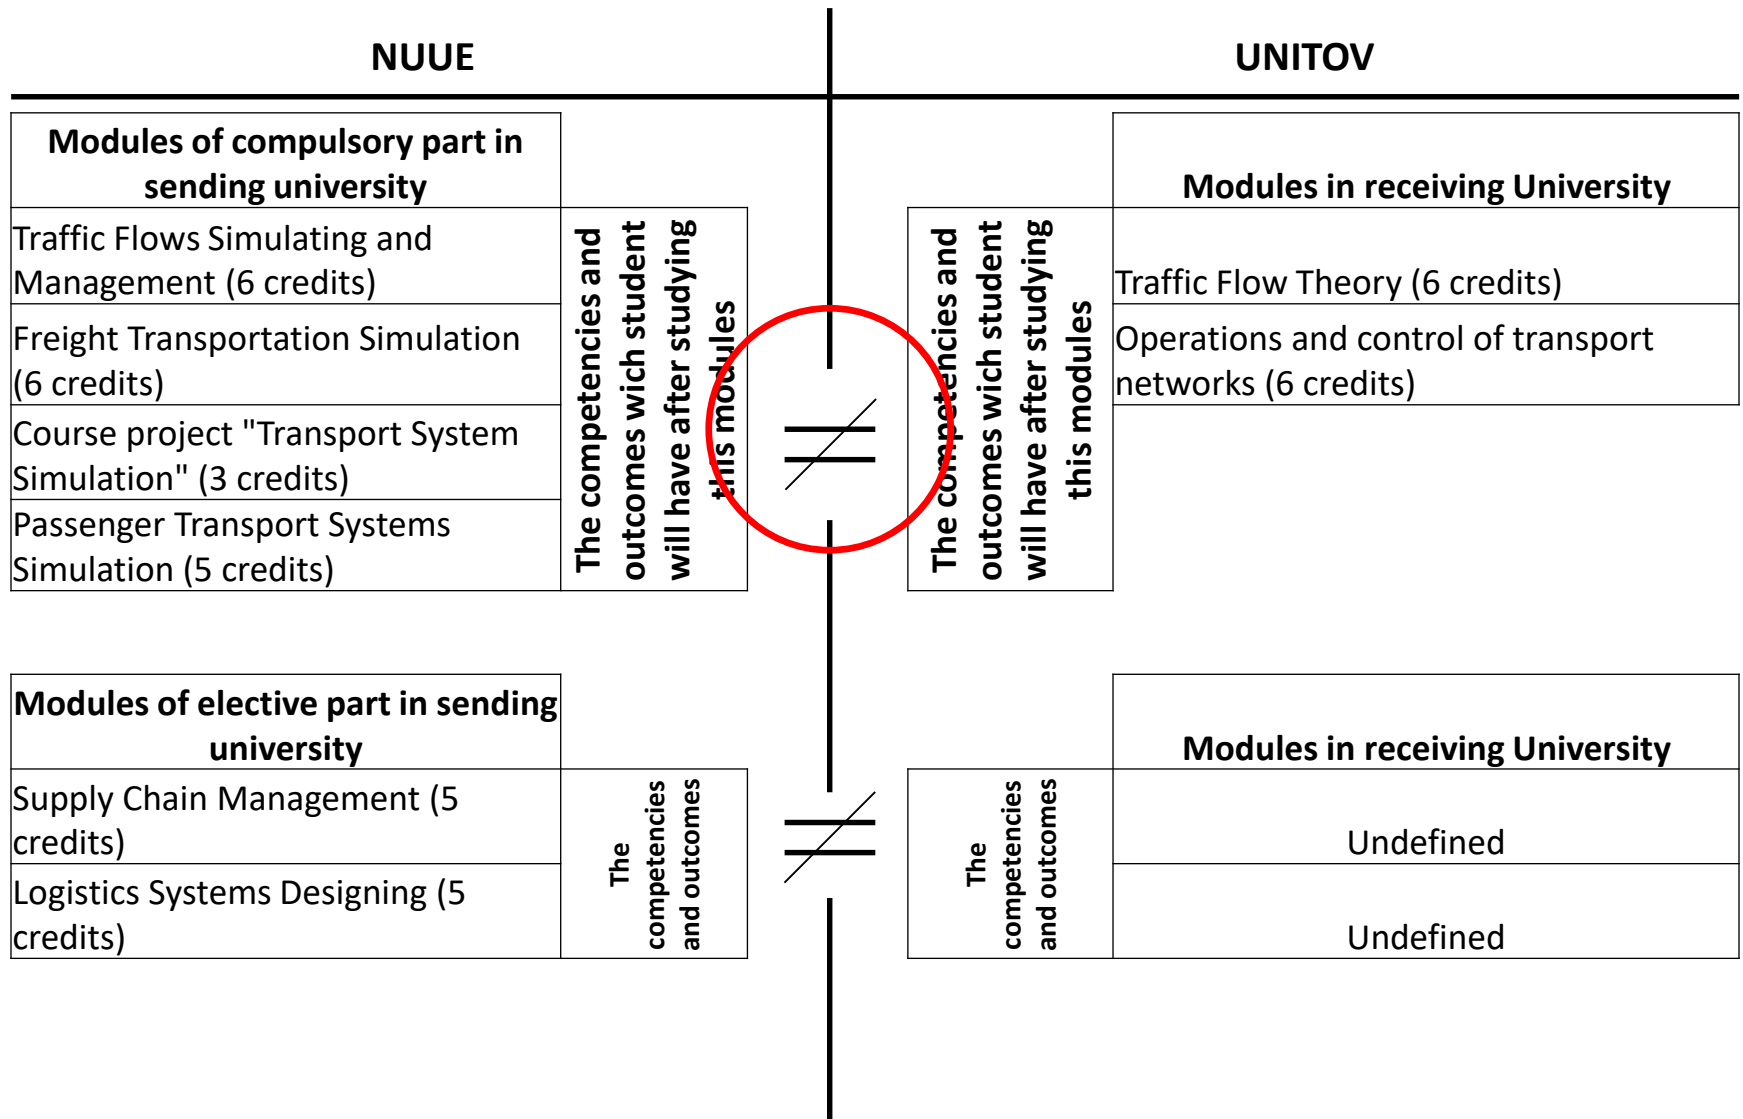 NUUE
UNITOV
Modules of compulsory part in
sending university
Traffic Flows Simulating and
Management (6 credits)
Freight Transportation Simulation
(6 credits)
Course project "Transport System
Simulation" (3 credits)
Passenger Transport Systems
Simulation (5 credits)
The competencies and
outcomes wich student
will have after studying
this modules
≠
The competencies and
outcomes wich student
will have after studying
this modules
Modules in receiving University
Traffic Flow Theory (6 credits)
Operations and control of transport
networks (6 credits)
Modules of elective part in sending
university
Supply Chain Management (5
credits)
Logistics Systems Designing (5
credits)
The
competencies
and outcomes
≠
The
competencies
and outcomes
Modules in receiving University
Undefined
Undefined